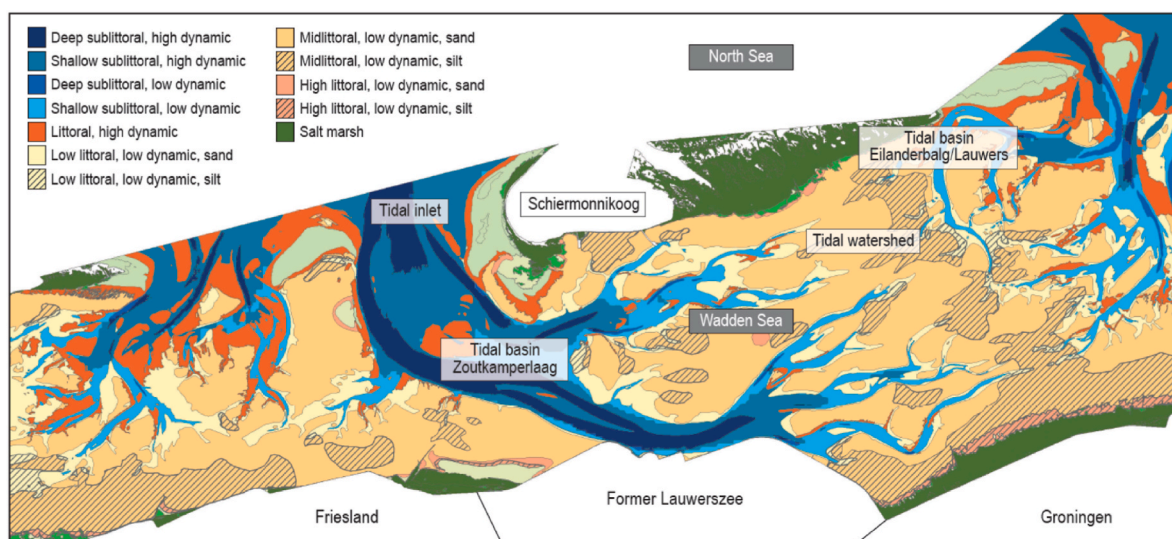 Deep sublittoral, high dynamic
Shallow sublittoral, high dynamic
Deep sublittoral, low dynamic
Shallow sublittoral, low dynamic
Littoral, high dynamic
Low littoral, low dynamic, sand
Low littoral, low dynamic, silt
Midlittoral, low dynamic, sand
Midlittoral, low dynamic, silt
High littoral, low dynamic, sand
High littoral, low dynamic, silt
Salt marsh
North Sea
Tidal basin
Eilanderbalg/Lauwers
Tidal inlet
Schiermonnikoog
Tidal watershed
Wadden Sea
Tidal basin
Zoutkamperlaag
Former Lauwerszee
Friesland
Groningen